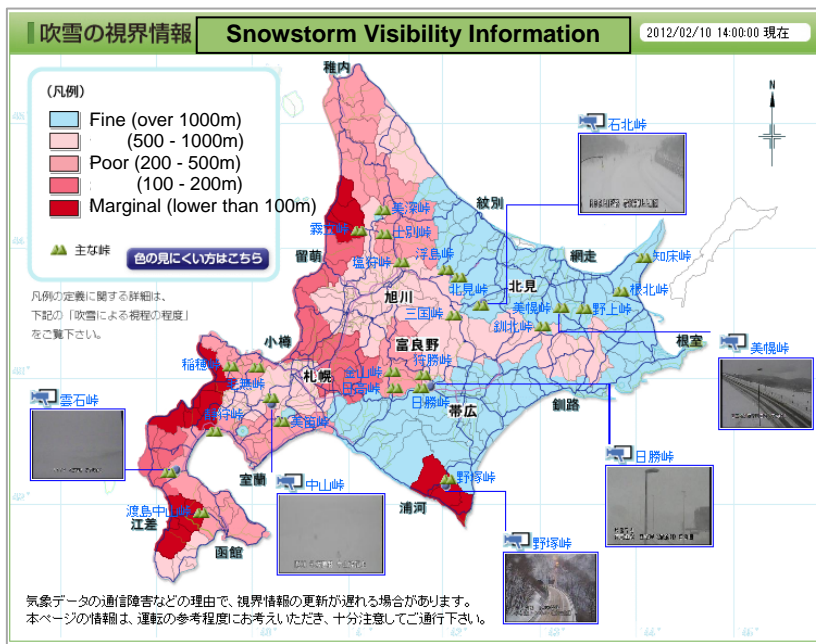 吹雪の視界情報
Snowstorm Visibility Information
2012/02/10 14:00:00 現在
(凡例)
Fine (over 1000m)
(500 - 1000m)
Poor (200 - 500m)
(100 - 200m)
Marginal (lower than 100m)
主な峠
色の見にくい方はこちら
凡例の定義に関する詳細は、
下記の「吹雪による視程の程度」
をご覧下さい。
N
稚内
石北峠
紋別
美深峠
霧立峠
士別峠
留萌
塩狩峠
浮島峠
網走
知床峠
北見峠
北見
根北峠
旭川
三国峠
美幌峠
野上峠
釧北峠
小樽
富良野
根室
美幌峠
稲穂峠
札幌
金山峠
狩勝峠
日高峠
日勝峠
帯広
釧路
雲石峠
美笛峠
室蘭
中山峠
野塚峠
日勝峠
渡島中山峠
江差
浦河
函館
野塚峠
気象データの通信障害などの理由で、視界情報の更新が遅れる場合があります。
本ページの情報は、運転の参考程度にお考えいただき、十分注意してご通行下さい。